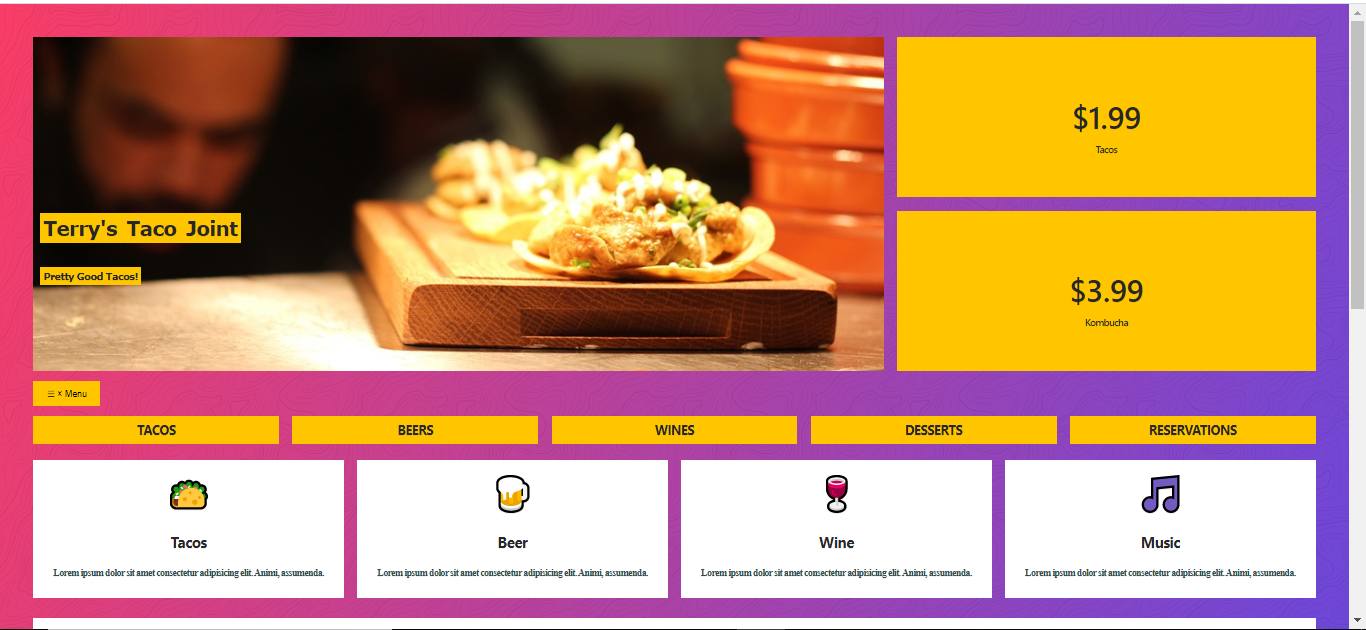 Terry's Taco Joint
Pretty Good Tacos!
$1.99
Tacos
$3.99
Kombucha
☰ × Menu
TACOS
BEERS
WINES
DESSERTS
RESERVATIONS
Tacos
Lorem ipsum dolor sit amet consectetur adipisicing elit. Animi, assumenda.
Beer
Lorem ipsum dolor sit amet consectetur adipisicing elit. Animi, assumenda.
Wine
Lorem ipsum dolor sit amet consectetur adipisicing elit. Animi, assumenda.
Music
Lorem ipsum dolor sit amet consectetur adipisicing elit. Animi, assumenda.